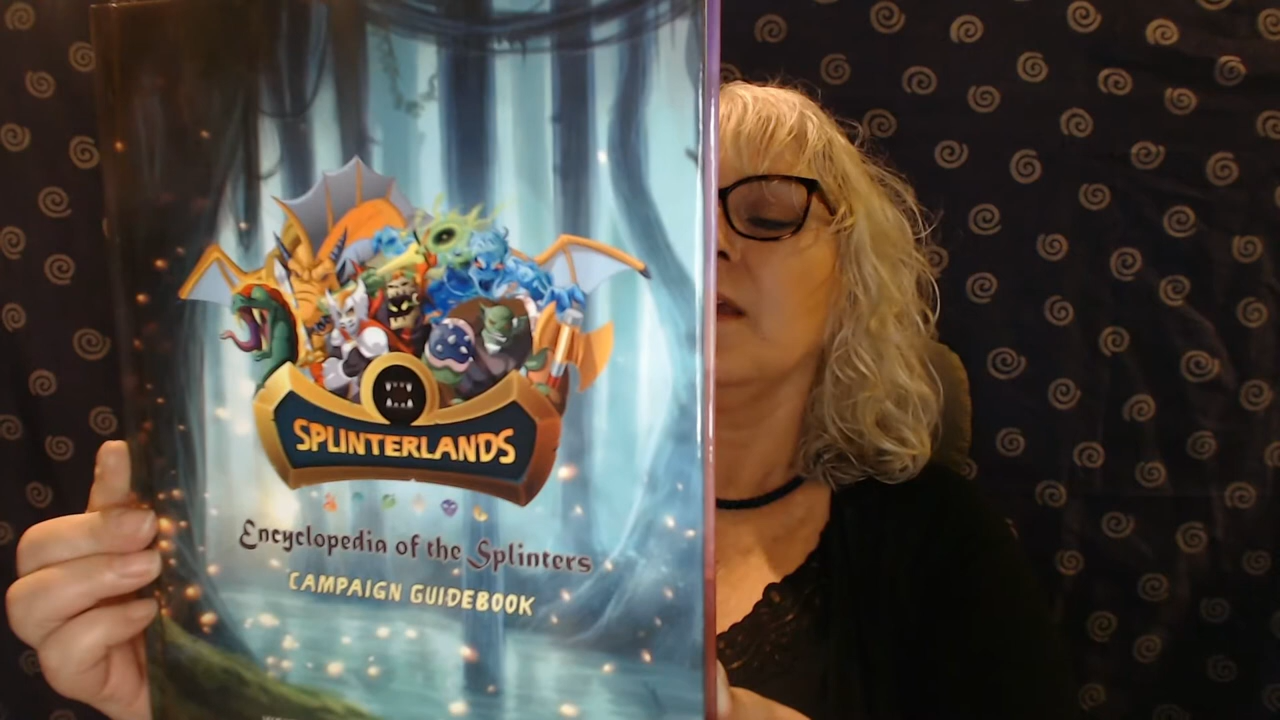 SPLINTERLANDS
Encyclopedia of the Splinters
CAMPAIGN GUIDEBOOK